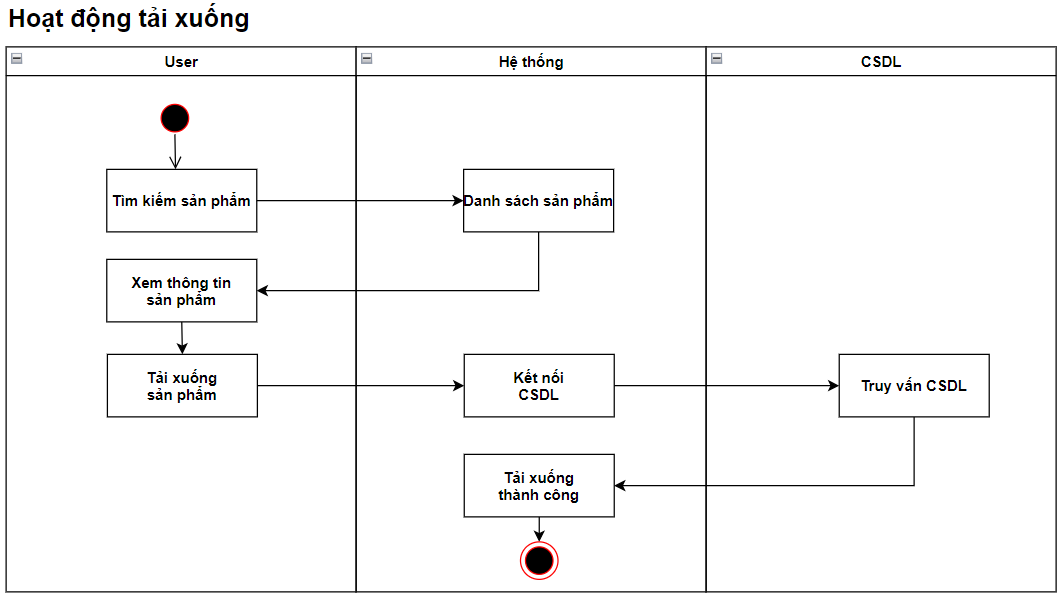 Hoạt động tải xuống
User
Hệ thống
CSDL
Tìm kiếm sản phẩm
Danh sách sản phẩm
Xem thông tin
sản phẩm
Tải xuống
sản phẩm
Kết nối
CSDL
Truy vấn CSDL
Tải xuống
thành công